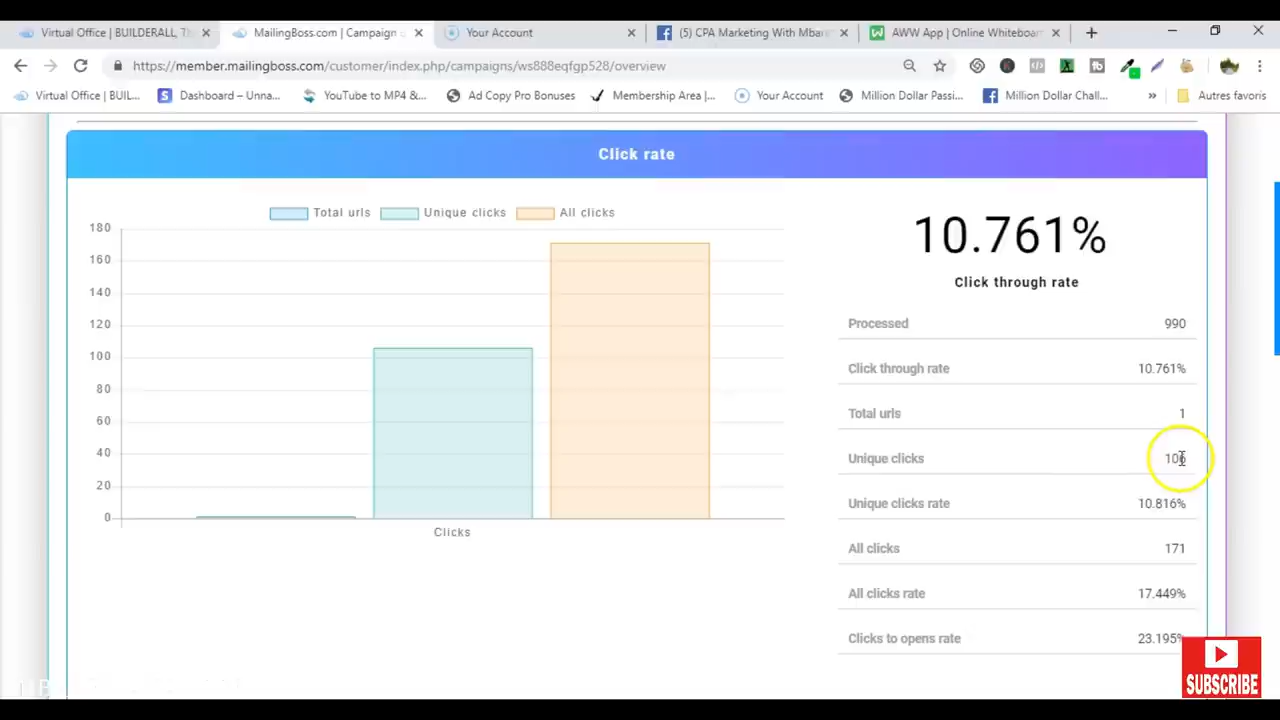 Virtual Office | BUILDERALL, Th
MailingBoss.com | Campaign
Your Account
(5) CPA Marketing With Mbar
AWW App | Online Whiteboar
https://member.mailingboss.com/customer/index.php/campaigns/ws888eqfgp528/overview
Virtual Office | BUIL...
Dashboard – Unna...
YouTube to MP4 &...
Ad Copy Pro Bonuses
Membership Area |...
Your Account
Million Dollar Passi...
Million Dollar Chall...
»
Autres favoris
Click rate
Total urls
Unique clicks
All clicks
180
160
140
120
100
80
60
40
20
0
Clicks
10.761%
Click through rate
Processed 990
Click through rate 10.761%
Total urls 1
Unique clicks 106
Unique clicks rate 10.816%
All clicks 171
All clicks rate 17.449%
Clicks to opens rate 23.195%
SUBSCRIBE